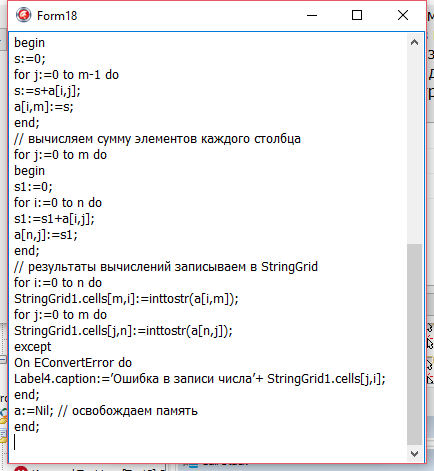 Form18
begin
s:=0;
for j:=0 to m-1 do
s:=s+a[i,j];
a[i,m]:=s;
end;
// вычисляем сумму элементов каждого столбца
for j:=0 to m do
begin
s1:=0;
for i:=0 to n do
s1:=s1+a[i,j];
a[n,j]:=s1;
end;
// результаты вычислений записываем в StringGrid
for i:=0 to n do
StringGrid1.cells[m,i]:=inttostr(a[i,m]);
for j:=0 to m do
StringGrid1.cells[j,n]:=inttostr(a[n,j]);
except
On EConvertError do
Label4.caption:=’Ошибка в записи числа’+ StringGrid1.cells[j,i];
end;
a:=Nil; // освобождаем память
end;